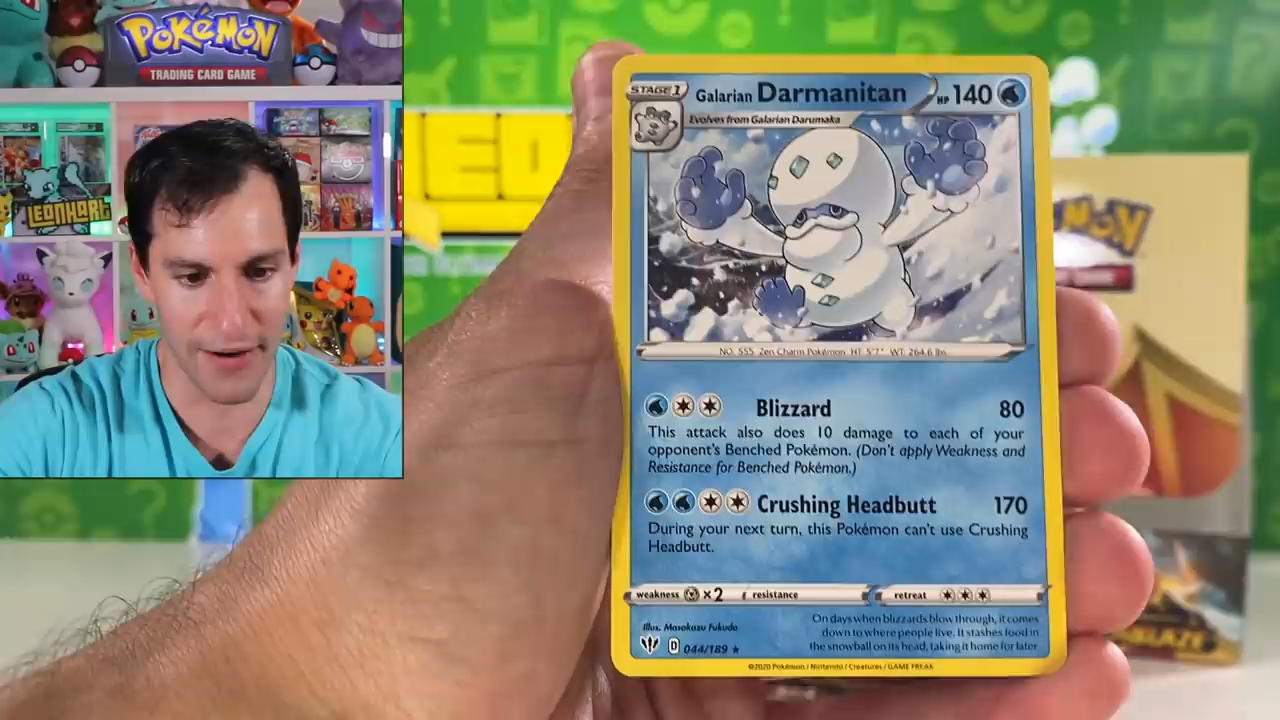 POKéMON
TRADING CARD GAME
LEONHART
LEO
MON
BLAZE
STAGE 1
Galarian Darmanitan HP 140
Evolves from Galarian Darumaka
NO. 555 Zen Charm Pokémon HT: 5'7" WT: 264.6 lbs
Blizzard 80
This attack also does 10 damage to each of your
opponent's Benched Pokémon. (Don't apply Weakness and
Resistance for Benched Pokémon.)
Crushing Headbutt 170
During your next turn, this Pokémon can't use Crushing
Headbutt.
weakness ×2 resistance retreat
Illus. Masakazu Fukuda
D 044/189 ★
On days when blizzards blow through, it comes
down to where people live. It stashes food in
the snowball on its head, taking it home for later
©2020 Pokémon / Nintendo / Creatures / GAME FREAK